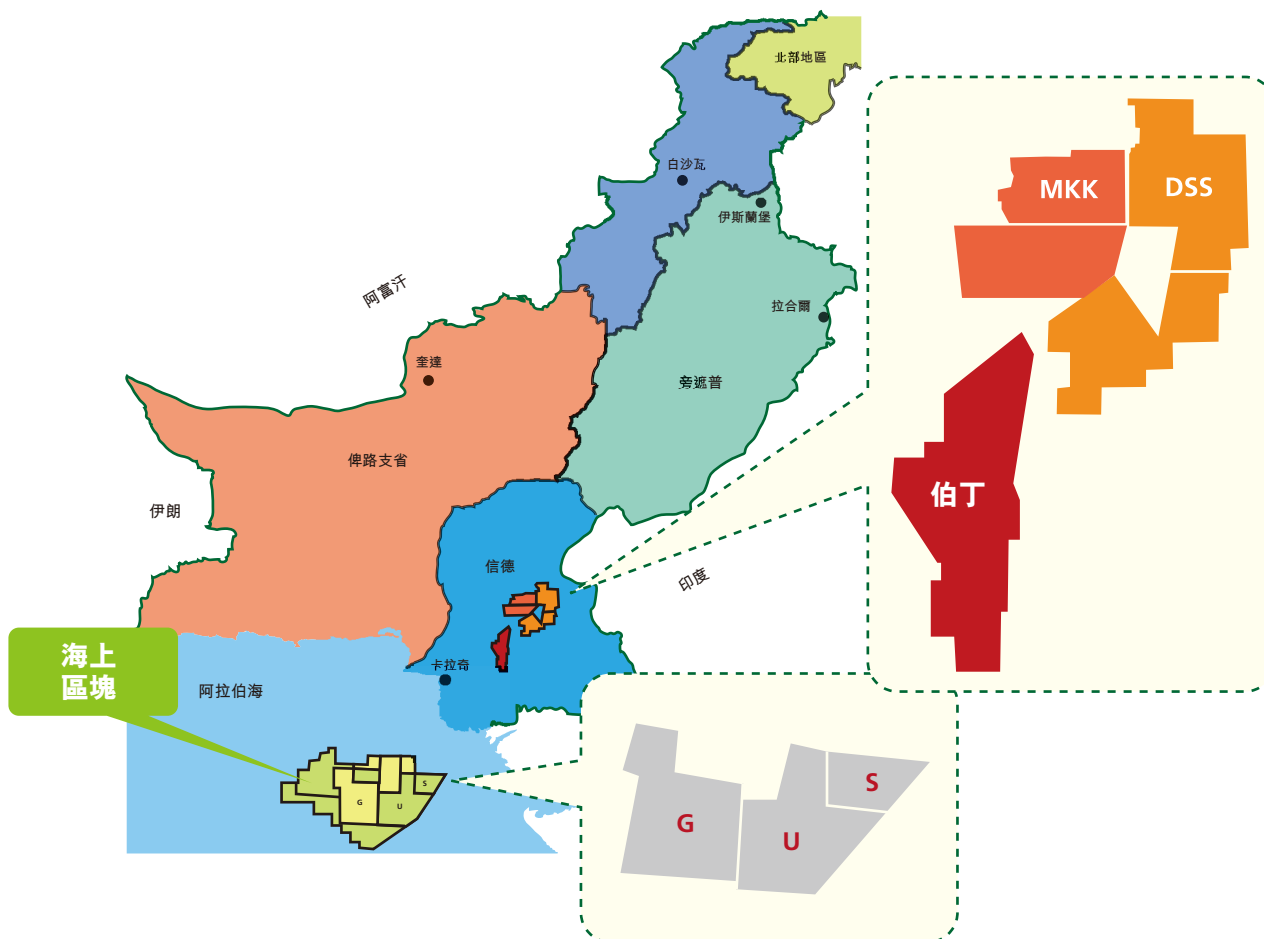 北部地區
白沙瓦
伊斯蘭堡
阿富汗
拉合爾
奎達
旁遮普
俾路支省
伊朗
信德
印度
海上
區塊
卡拉奇
阿拉伯海
G
U
S
MKK
DSS
伯丁
G
U
S